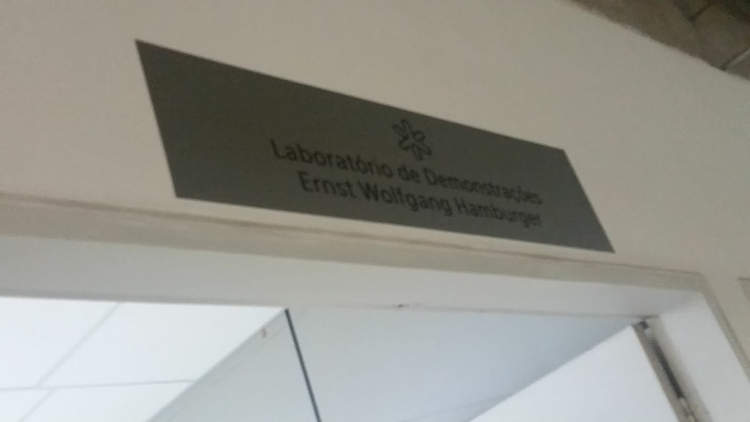 Laboratório de Demonstrações
Ernst Wolfgang Hamburger